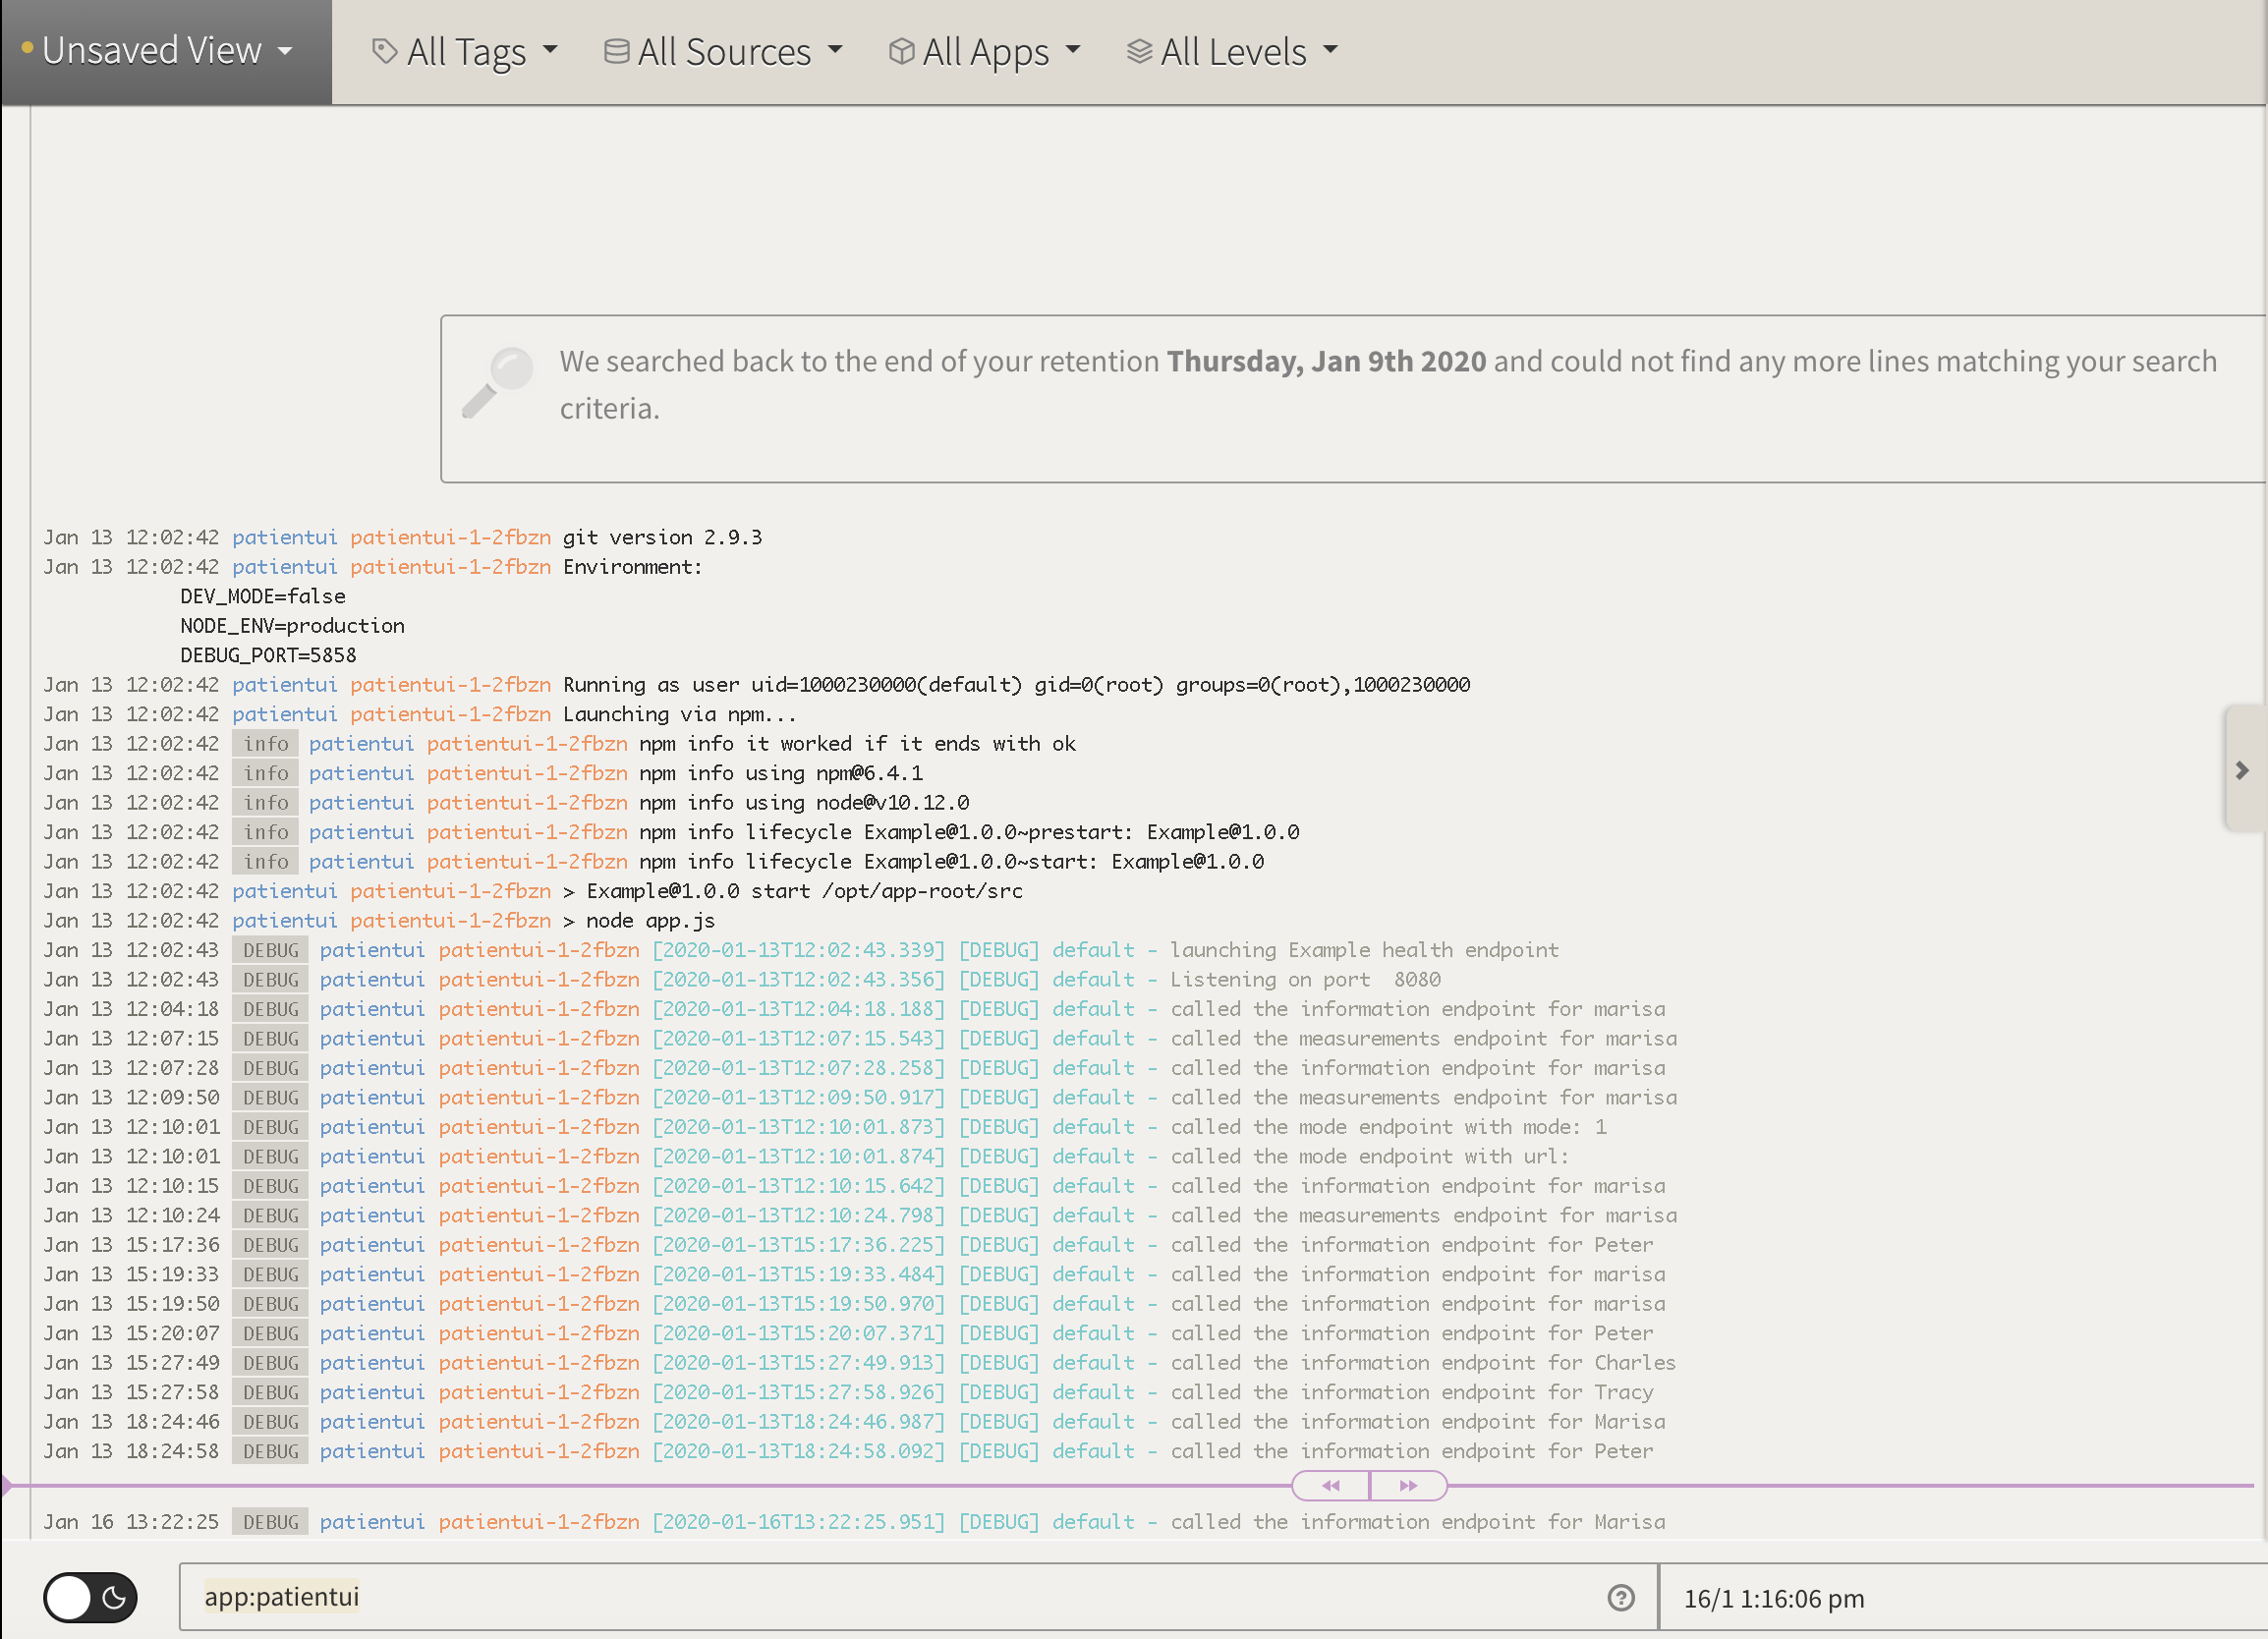 Unsaved View All Tags All Sources All Apps All Levels
We searched back to the end of your retention Thursday, Jan 9th 2020 and could not find any more lines matching your search
criteria.
Jan 13 12:02:42 patientui patientui-1-2fbzn git version 2.9.3
Jan 13 12:02:42 patientui patientui-1-2fbzn Environment:
DEV_MODE=false
NODE_ENV=production
DEBUG_PORT=5858
Jan 13 12:02:42 patientui patientui-1-2fbzn Running as user uid=1000230000(default) gid=0(root) groups=0(root),1000230000
Jan 13 12:02:42 patientui patientui-1-2fbzn Launching via npm...
Jan 13 12:02:42 info patientui patientui-1-2fbzn npm info it worked if it ends with ok
Jan 13 12:02:42 info patientui patientui-1-2fbzn npm info using npm@6.4.1
Jan 13 12:02:42 info patientui patientui-1-2fbzn npm info using node@v10.12.0
Jan 13 12:02:42 info patientui patientui-1-2fbzn npm info lifecycle Example@1.0.0~prestart: Example@1.0.0
Jan 13 12:02:42 info patientui patientui-1-2fbzn npm info lifecycle Example@1.0.0~start: Example@1.0.0
Jan 13 12:02:42 patientui patientui-1-2fbzn > Example@1.0.0 start /opt/app-root/src
Jan 13 12:02:42 patientui patientui-1-2fbzn > node app.js
Jan 13 12:02:43 DEBUG patientui patientui-1-2fbzn [2020-01-13T12:02:43.339] [DEBUG] default - launching Example health endpoint
Jan 13 12:02:43 DEBUG patientui patientui-1-2fbzn [2020-01-13T12:02:43.356] [DEBUG] default - Listening on port  8080
Jan 13 12:04:18 DEBUG patientui patientui-1-2fbzn [2020-01-13T12:04:18.188] [DEBUG] default - called the information endpoint for marisa
Jan 13 12:07:15 DEBUG patientui patientui-1-2fbzn [2020-01-13T12:07:15.543] [DEBUG] default - called the measurements endpoint for marisa
Jan 13 12:07:28 DEBUG patientui patientui-1-2fbzn [2020-01-13T12:07:28.258] [DEBUG] default - called the information endpoint for marisa
Jan 13 12:09:50 DEBUG patientui patientui-1-2fbzn [2020-01-13T12:09:50.917] [DEBUG] default - called the measurements endpoint for marisa
Jan 13 12:10:01 DEBUG patientui patientui-1-2fbzn [2020-01-13T12:10:01.873] [DEBUG] default - called the mode endpoint with mode: 1
Jan 13 12:10:01 DEBUG patientui patientui-1-2fbzn [2020-01-13T12:10:01.874] [DEBUG] default - called the mode endpoint with url:
Jan 13 12:10:15 DEBUG patientui patientui-1-2fbzn [2020-01-13T12:10:15.642] [DEBUG] default - called the information endpoint for marisa
Jan 13 12:10:24 DEBUG patientui patientui-1-2fbzn [2020-01-13T12:10:24.798] [DEBUG] default - called the measurements endpoint for marisa
Jan 13 15:17:36 DEBUG patientui patientui-1-2fbzn [2020-01-13T15:17:36.225] [DEBUG] default - called the information endpoint for Peter
Jan 13 15:19:33 DEBUG patientui patientui-1-2fbzn [2020-01-13T15:19:33.484] [DEBUG] default - called the information endpoint for marisa
Jan 13 15:19:50 DEBUG patientui patientui-1-2fbzn [2020-01-13T15:19:50.970] [DEBUG] default - called the information endpoint for marisa
Jan 13 15:20:07 DEBUG patientui patientui-1-2fbzn [2020-01-13T15:20:07.371] [DEBUG] default - called the information endpoint for Peter
Jan 13 15:27:49 DEBUG patientui patientui-1-2fbzn [2020-01-13T15:27:49.913] [DEBUG] default - called the information endpoint for Charles
Jan 13 15:27:58 DEBUG patientui patientui-1-2fbzn [2020-01-13T15:27:58.926] [DEBUG] default - called the information endpoint for Tracy
Jan 13 18:24:46 DEBUG patientui patientui-1-2fbzn [2020-01-13T18:24:46.987] [DEBUG] default - called the information endpoint for Marisa
Jan 13 18:24:58 DEBUG patientui patientui-1-2fbzn [2020-01-13T18:24:58.092] [DEBUG] default - called the information endpoint for Peter
Jan 16 13:22:25 DEBUG patientui patientui-1-2fbzn [2020-01-16T13:22:25.951] [DEBUG] default - called the information endpoint for Marisa
app:patientui 16/1 1:16:06 pm